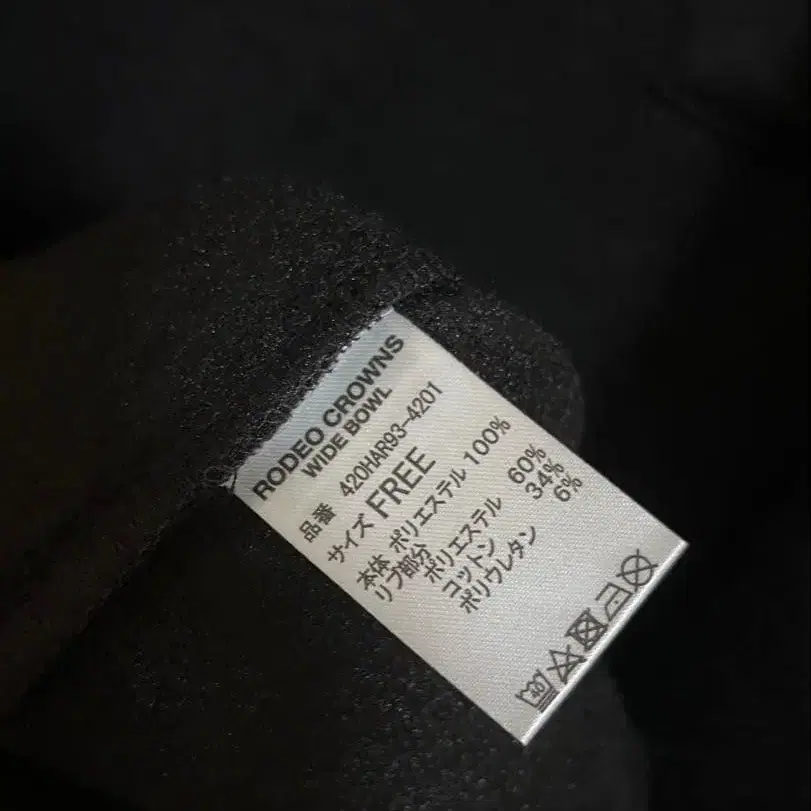 RODEO CROWNS
WIDE BOWL
品番 420HAR93-4201
サイズ FREE
本体 ポリエステル 100%
リブ部分
ポリエステル 60%
コットン 34%
ポリウレタン 6%
40